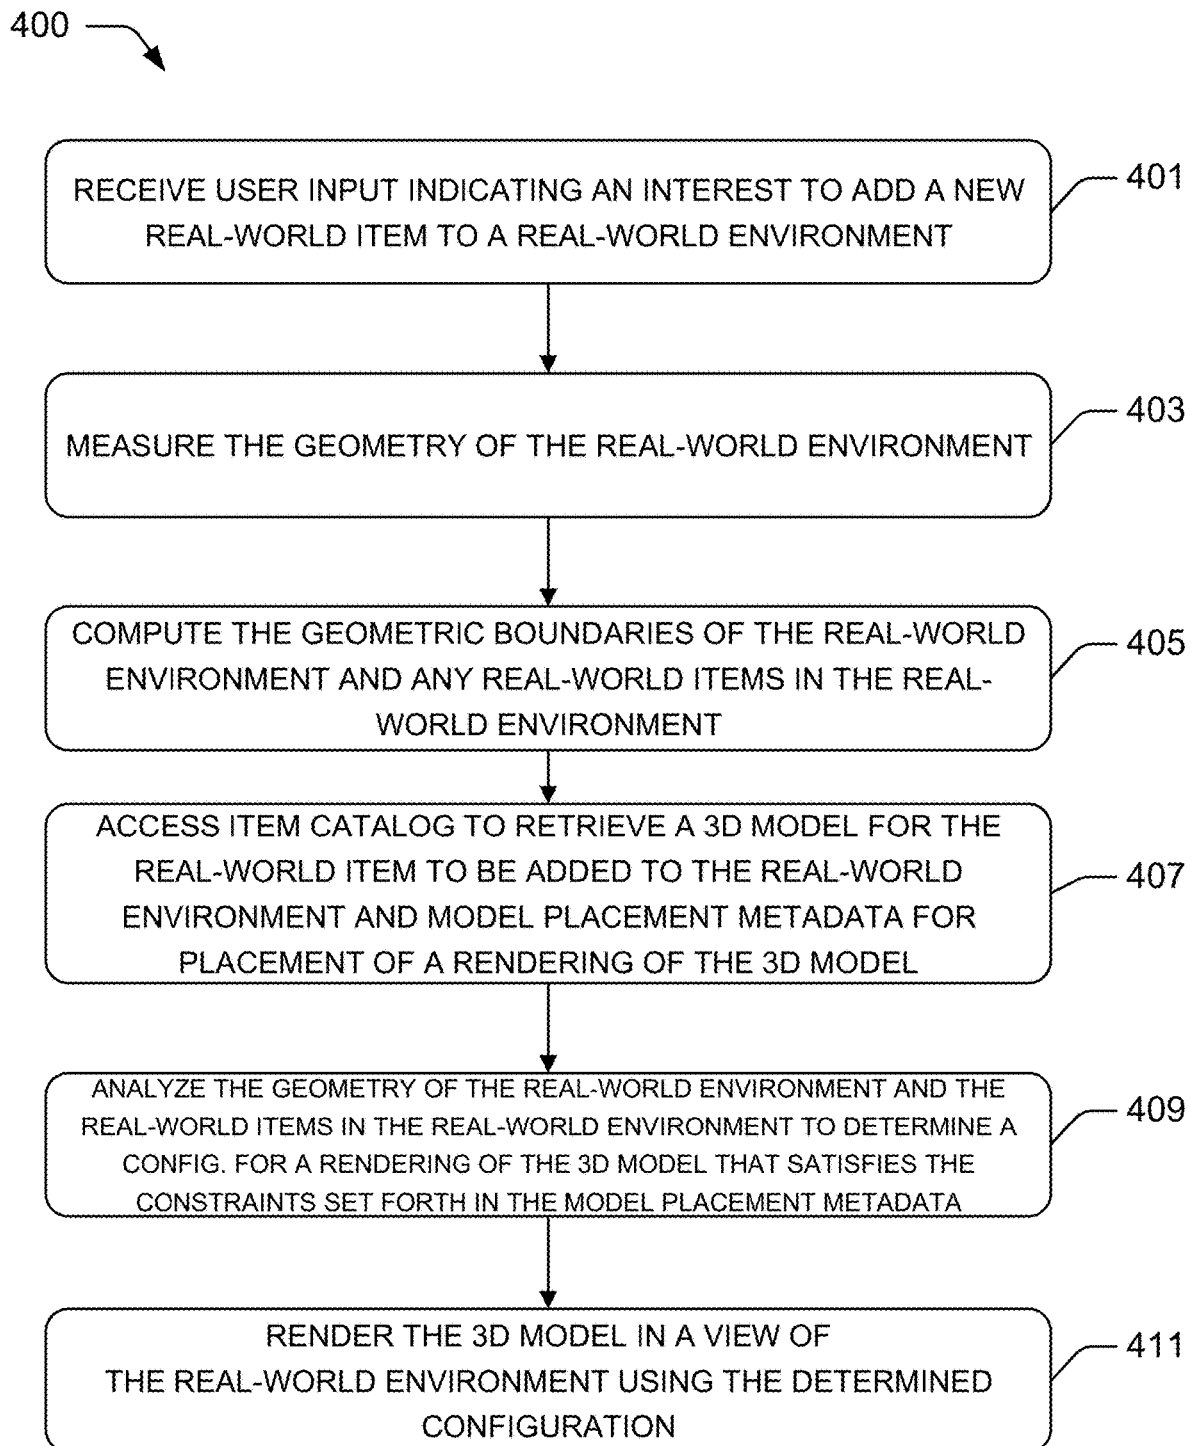 400
RECEIVE USER INPUT INDICATING AN INTEREST TO ADD A NEW
REAL-WORLD ITEM TO A REAL-WORLD ENVIRONMENT
401
MEASURE THE GEOMETRY OF THE REAL-WORLD ENVIRONMENT
403
COMPUTE THE GEOMETRIC BOUNDARIES OF THE REAL-WORLD
ENVIRONMENT AND ANY REAL-WORLD ITEMS IN THE REAL-
WORLD ENVIRONMENT
405
ACCESS ITEM CATALOG TO RETRIEVE A 3D MODEL FOR THE
REAL-WORLD ITEM TO BE ADDED TO THE REAL-WORLD
ENVIRONMENT AND MODEL PLACEMENT METADATA FOR
PLACEMENT OF A RENDERING OF THE 3D MODEL
407
ANALYZE THE GEOMETRY OF THE REAL-WORLD ENVIRONMENT AND THE
REAL-WORLD ITEMS IN THE REAL-WORLD ENVIRONMENT TO DETERMINE A
CONFIG. FOR A RENDERING OF THE 3D MODEL THAT SATISFIES THE
CONSTRAINTS SET FORTH IN THE MODEL PLACEMENT METADATA
409
RENDER THE 3D MODEL IN A VIEW OF
THE REAL-WORLD ENVIRONMENT USING THE DETERMINED
CONFIGURATION
411